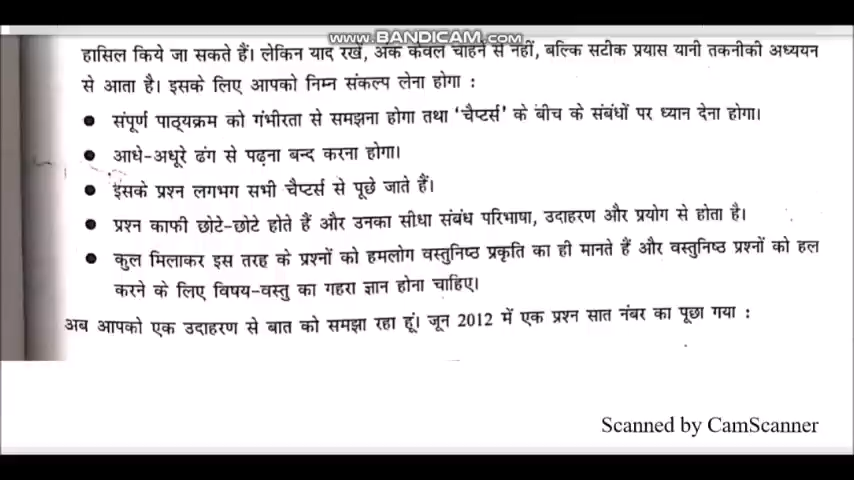 www.BANDICAM.com
हासिल किये जा सकते हैं। लेकिन याद रखें, अंक केवल चाहने से नहीं, बल्कि सटीक प्रयास यानी तकनीकी अध्ययन
से आता है। इसके लिए आपको निम्न संकल्प लेना होगा :
● संपूर्ण पाठ्यक्रम को गंभीरता से समझना होगा तथा ‘चैप्टर्स’ के बीच के संबंधों पर ध्यान देना होगा।
● आधे-अधूरे ढंग से पढ़ना बन्द करना होगा।
● इसके प्रश्न लगभग सभी चैप्टर्स से पूछे जाते हैं।
● प्रश्न काफी छोटे-छोटे होते हैं और उनका सीधा संबंध परिभाषा, उदाहरण और प्रयोग से होता है।
● कुल मिलाकर इस तरह के प्रश्नों को हमलोग वस्तुनिष्ठ प्रकृति का ही मानते हैं और वस्तुनिष्ठ प्रश्नों को हल
करने के लिए विषय-वस्तु का गहरा ज्ञान होना चाहिए।
अब आपको एक उदाहरण से बात को समझा रहा हूं। जून 2012 में एक प्रश्न सात नंबर का पूछा गया :
Scanned by CamScanner